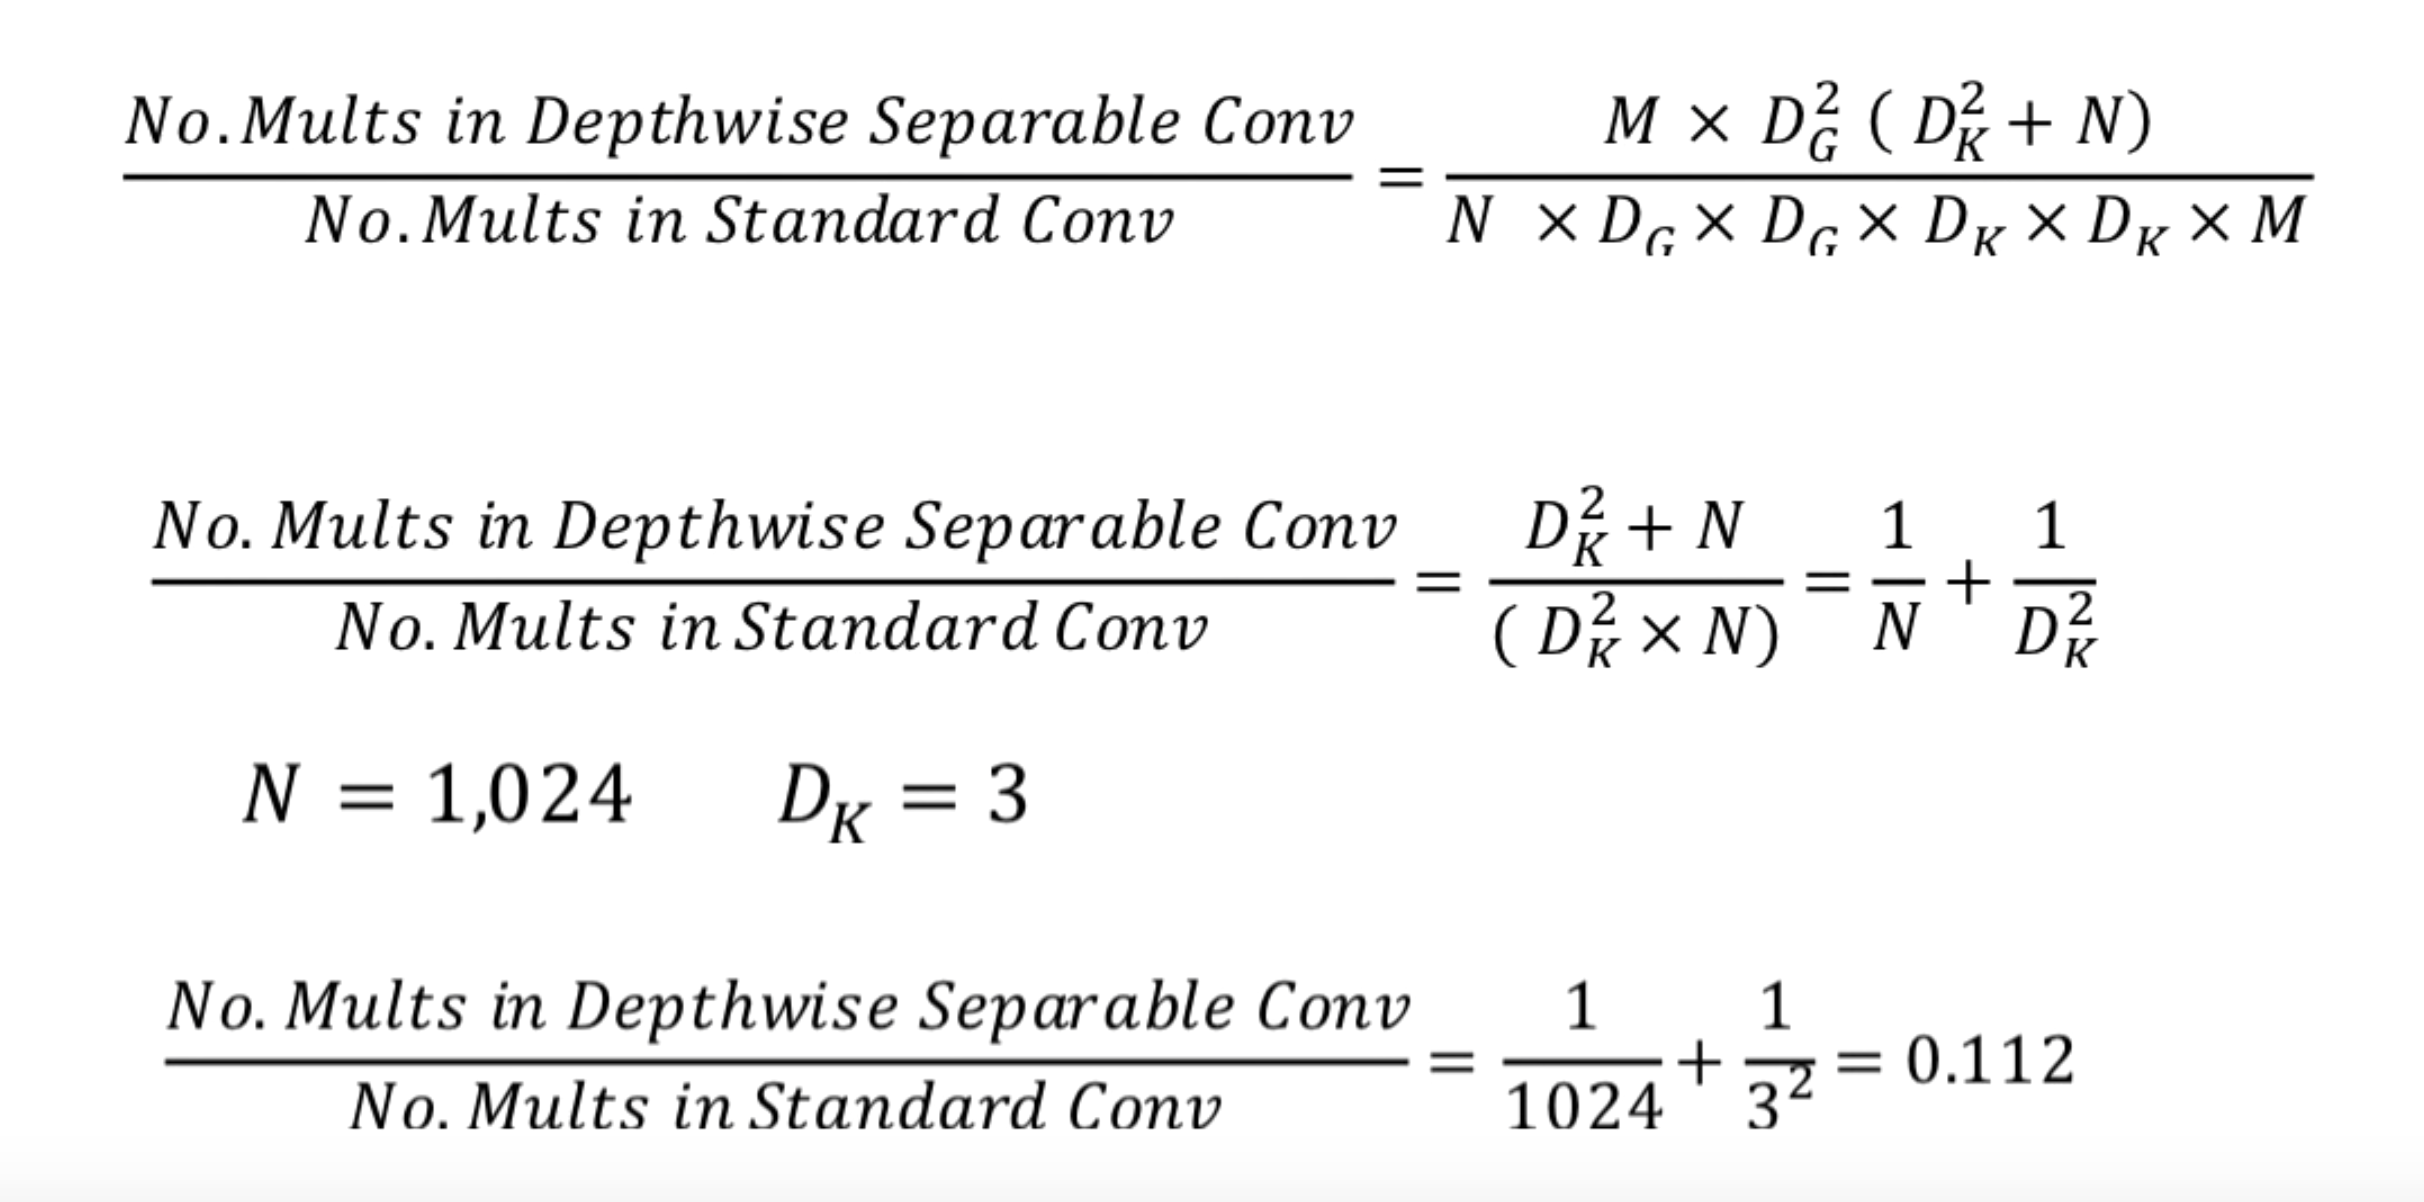 No. Mults in Depthwise Separable Conv / No. Mults in Standard Conv = M × D_G^2 ( D_K^2 + N) / N × D_G × D_G × D_K × D_K × M
No. Mults in Depthwise Separable Conv / No. Mults in Standard Conv = D_K^2 + N / ( D_K^2 × N) = 1 / N + 1 / D_K^2
N = 1,024 D_K = 3
No. Mults in Depthwise Separable Conv / No. Mults in Standard Conv = 1 / 1024 + 1 / 3^2 = 0.112